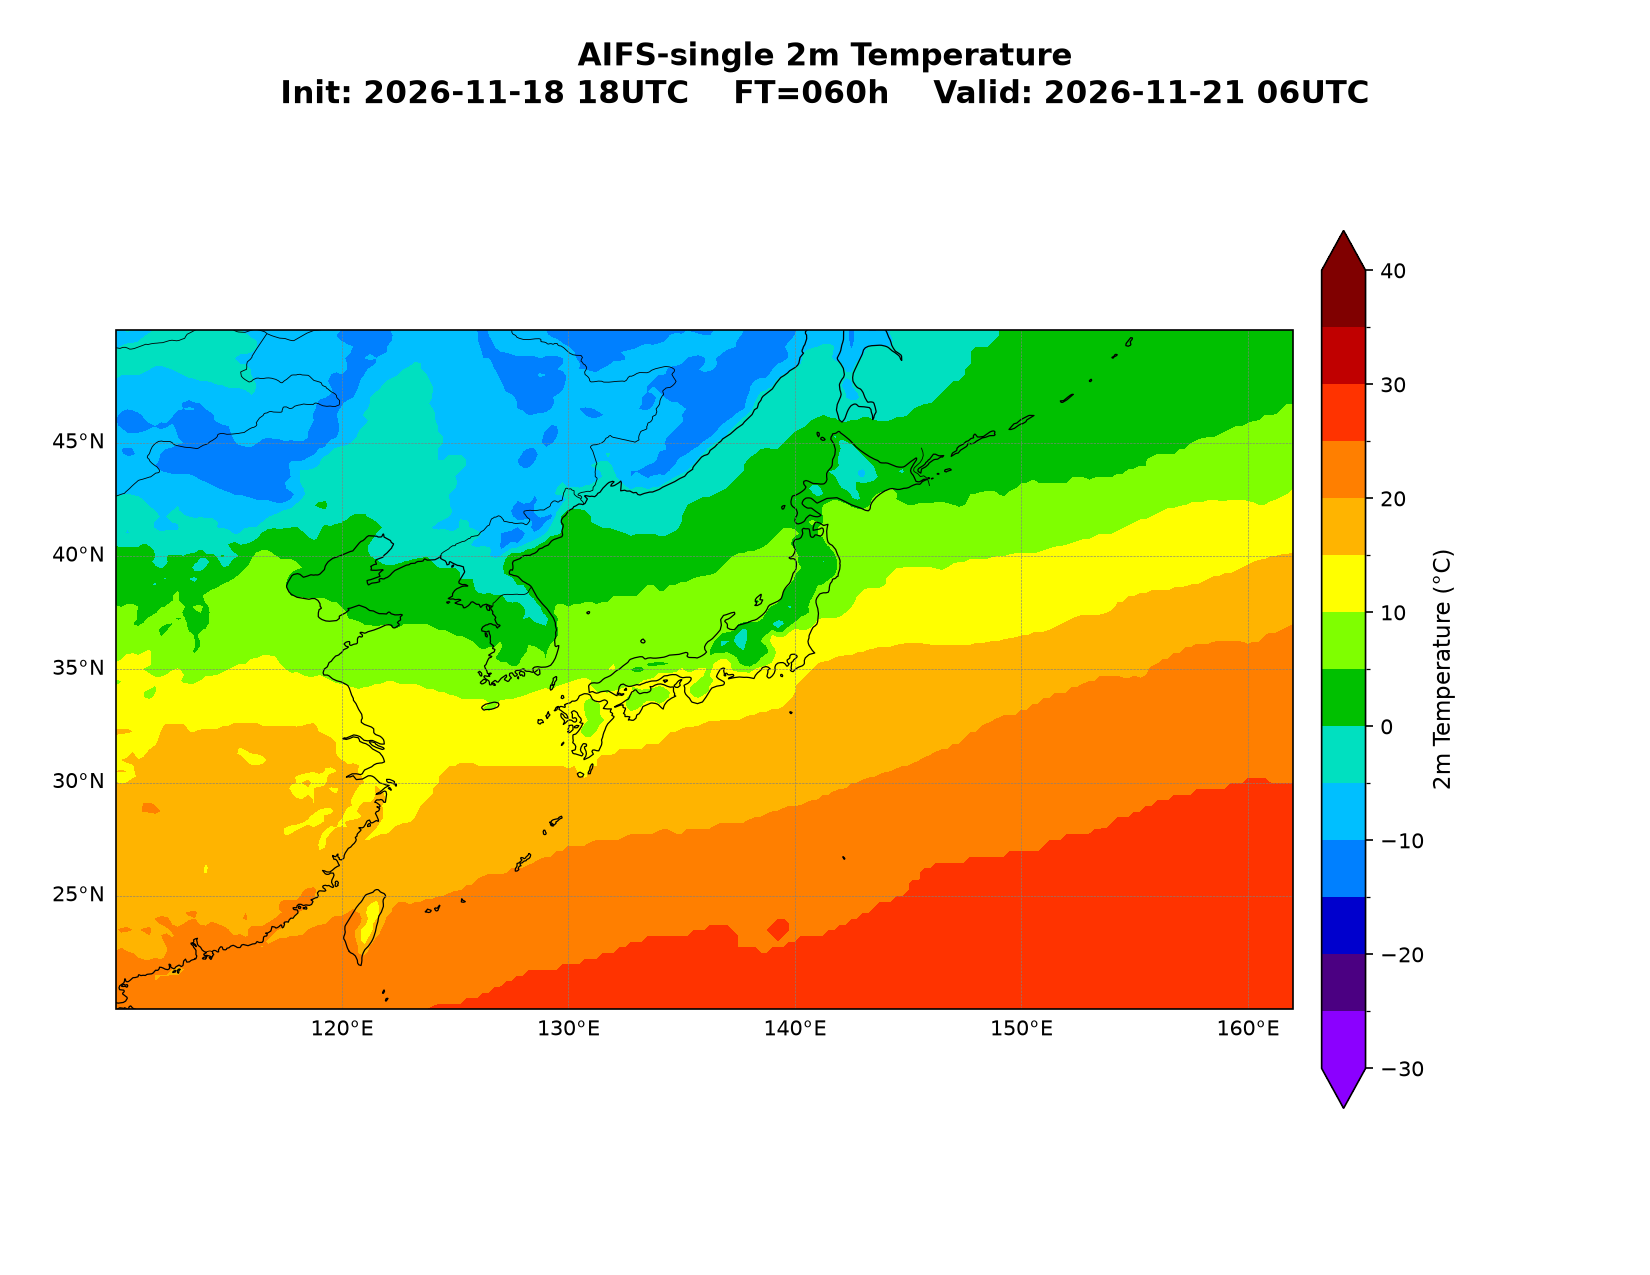 AIFS-single 2m Temperature
Init: 2026-11-18 18UTC    FT=060h    Valid: 2026-11-21 06UTC
45°N
40°N
35°N
30°N
25°N
120°E
130°E
140°E
150°E
160°E
40
30
20
10
0
−10
−20
−30
2m Temperature (°C)